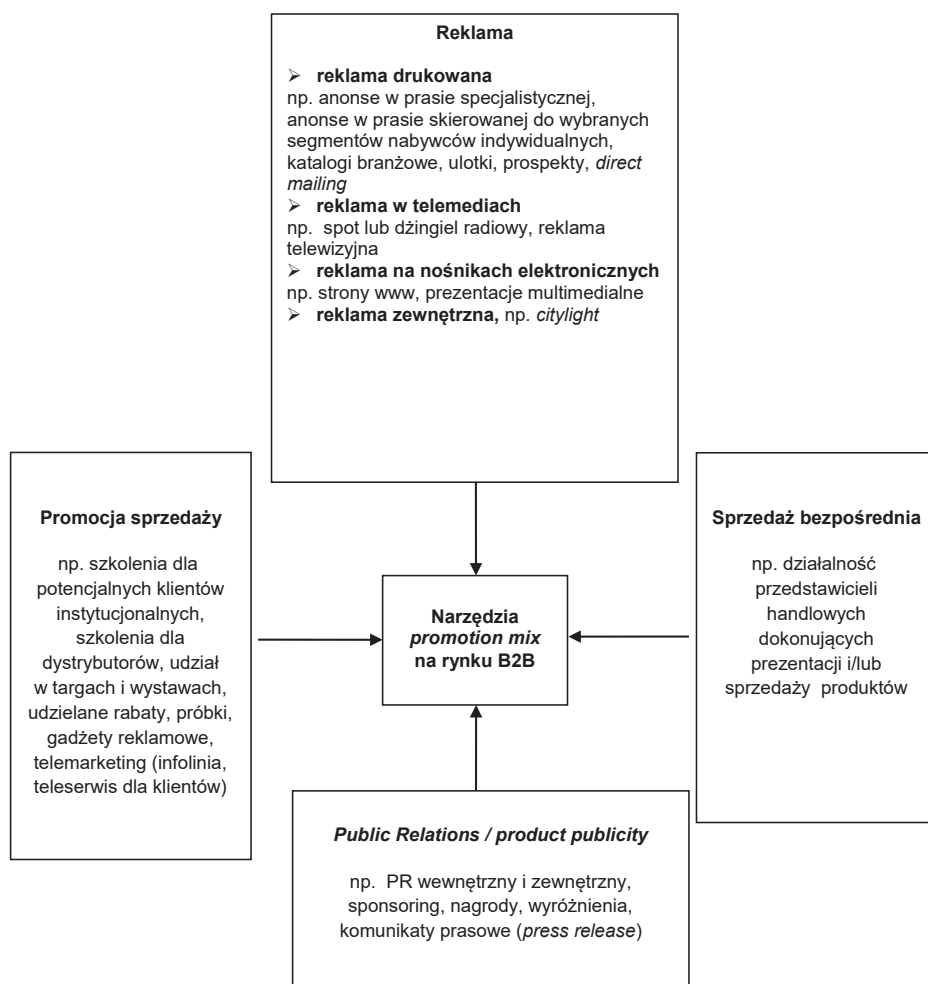 Reklama
➢ reklama drukowana
np. anonse w prasie specjalistycznej,
anonse w prasie skierowanej do wybranych
segmentów nabywców indywidualnych,
katalogi branżowe, ulotki, prospekty, direct
mailing
➢ reklama w telemediach
np.  spot lub dżingiel radiowy, reklama
telewizyjna
➢ reklama na nośnikach elektronicznych
np. strony www, prezentacje multimedialne
➢ reklama zewnętrzna, np. citylight
Promocja sprzedaży
np. szkolenia dla
potencjalnych klientów
instytucjonalnych,
szkolenia dla
dystrybutorów, udział
w targach i wystawach,
udzielane rabaty, próbki,
gadżety reklamowe,
telemarketing (infolinia,
teleserwis dla klientów)
Narzędzia
promotion mix
na rynku B2B
Sprzedaż bezpośrednia
np. działalność
przedstawicieli
handlowych
dokonujących
prezentacji i/lub
sprzedaży  produktów
Public Relations / product publicity
np.  PR wewnętrzny i zewnętrzny,
sponsoring, nagrody, wyróżnienia,
komunikaty prasowe (press release)